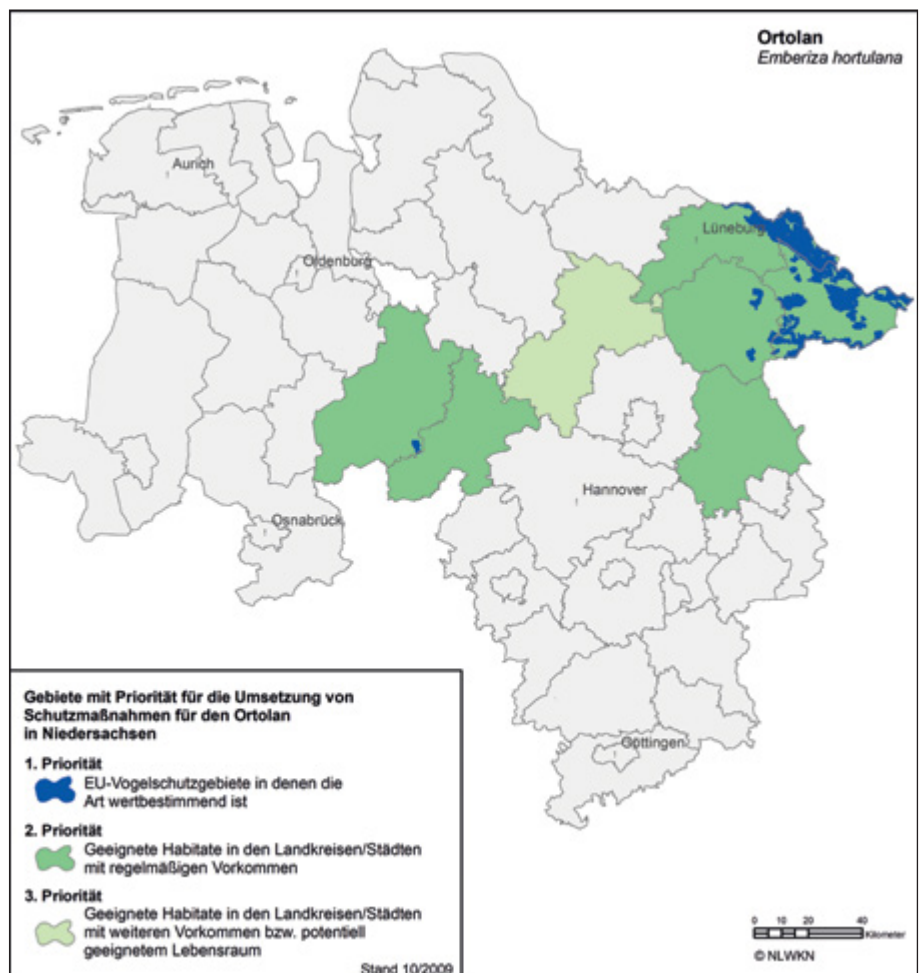 Ortolan
Emberiza hortulana
Aurich
Lüneburg
Oldenburg
Hannover
Osnabrück
Göttingen
Gebiete mit Priorität für die Umsetzung von
Schutzmaßnahmen für den Ortolan
in Niedersachsen
1. Priorität
EU-Vogelschutzgebiete in denen die
Art wertbestimmend ist
2. Priorität
Geeignete Habitate in den Landkreisen/Städten
mit regelmäßigen Vorkommen
3. Priorität
Geeignete Habitate in den Landkreisen/Städten
mit weiteren Vorkommen bzw. potentiell
geeignetem Lebensraum
Stand 10/2009
0 5 10 20 40
Kilometer
© NLWKN